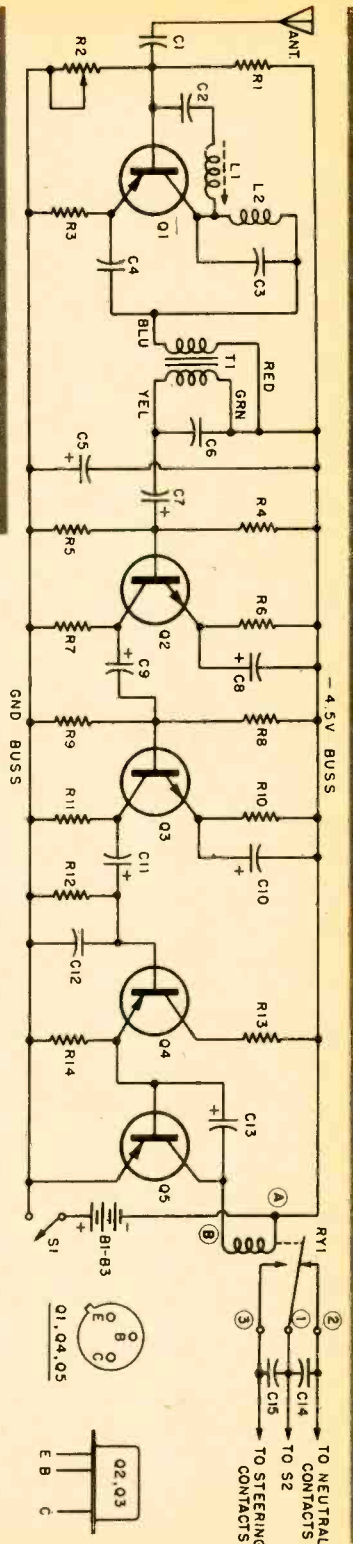 ANT.
C1
R1
R2
C2
L1
L2
Q1
R3
C4
C3
BLU
RED
T1
GRN
YEL
C6
C5
+
C7
+
R4
R5
Q2
R6
R7
C8
+
C9
+
- 4.5V BUSS
GND BUSS
R8
R9
Q3
R10
R11
C10
+
C11
+
R12
C12
Q4
R13
R14
C13
+
Q5
A
B
RY1
S1
B1-B3
+
-
1
2
3
C14
C15
TO NEUTRAL
CONTACTS
TO S2
TO STEERING
CONTACTS
E
B
C
Q1, Q4, Q5
Q2, Q3
E
B
C